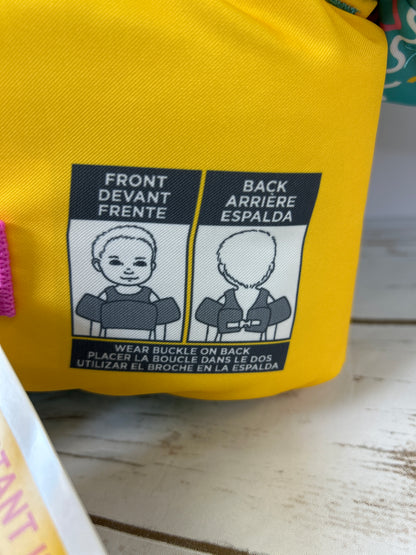 FRONT
DEVANT
FRENTE
BACK
ARRIÈRE
ESPALDA
WEAR BUCKLE ON BACK
PLACER LA BOUCLE DANS LE DOS
UTILIZAR EL BROCHE EN LA ESPALDA
TANT